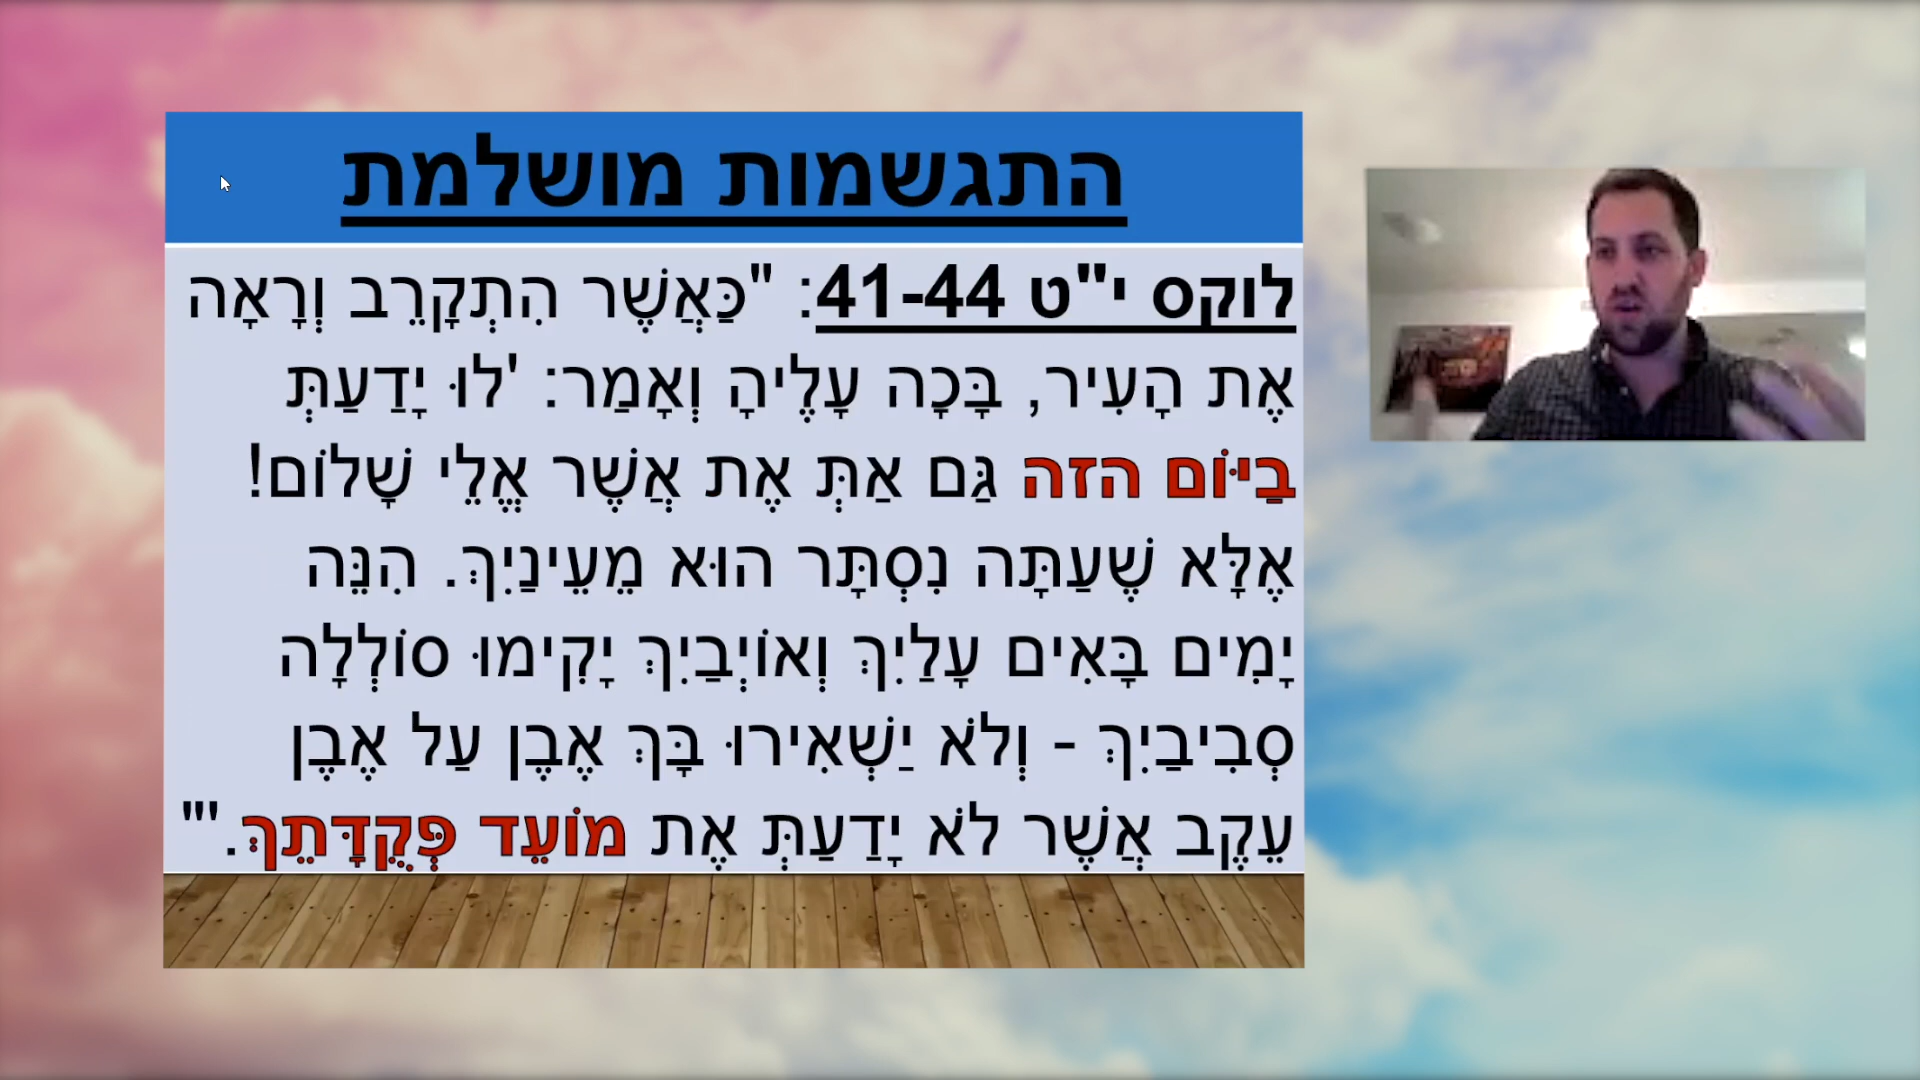 התגשמות מושלמת
לוקס י"ט 41-44: "כַּאֲשֶׁר הִתְקָרֵב וְרָאָה
אֶת הָעִיר, בָּכָה עָלֶיהָ וְאָמַר: 'לוּ יָדַעַתְּ
בַּיּוֹם הזה גַּם אַתְּ אֶת אֲשֶׁר אֱלֵי שָׁלוֹם!
אֶלָּא שֶׁעַתָּה נִסְתָּר הוּא מֵעֵינַיִךְ. הִנֵּה
יָמִים בָּאִים עָלַיִךְ וְאוֹיְבַיִךְ יָקִימוּ סוֹלְלָה
סְבִיבַיִךְ - וְלֹא יַשְׁאִירוּ בָּךְ אֶבֶן עַל אֶבֶן
עֵקֶב אֲשֶׁר לֹא יָדַעַתְּ אֶת מוֹעֵד פְּקֻדָּתֵךְ.'"